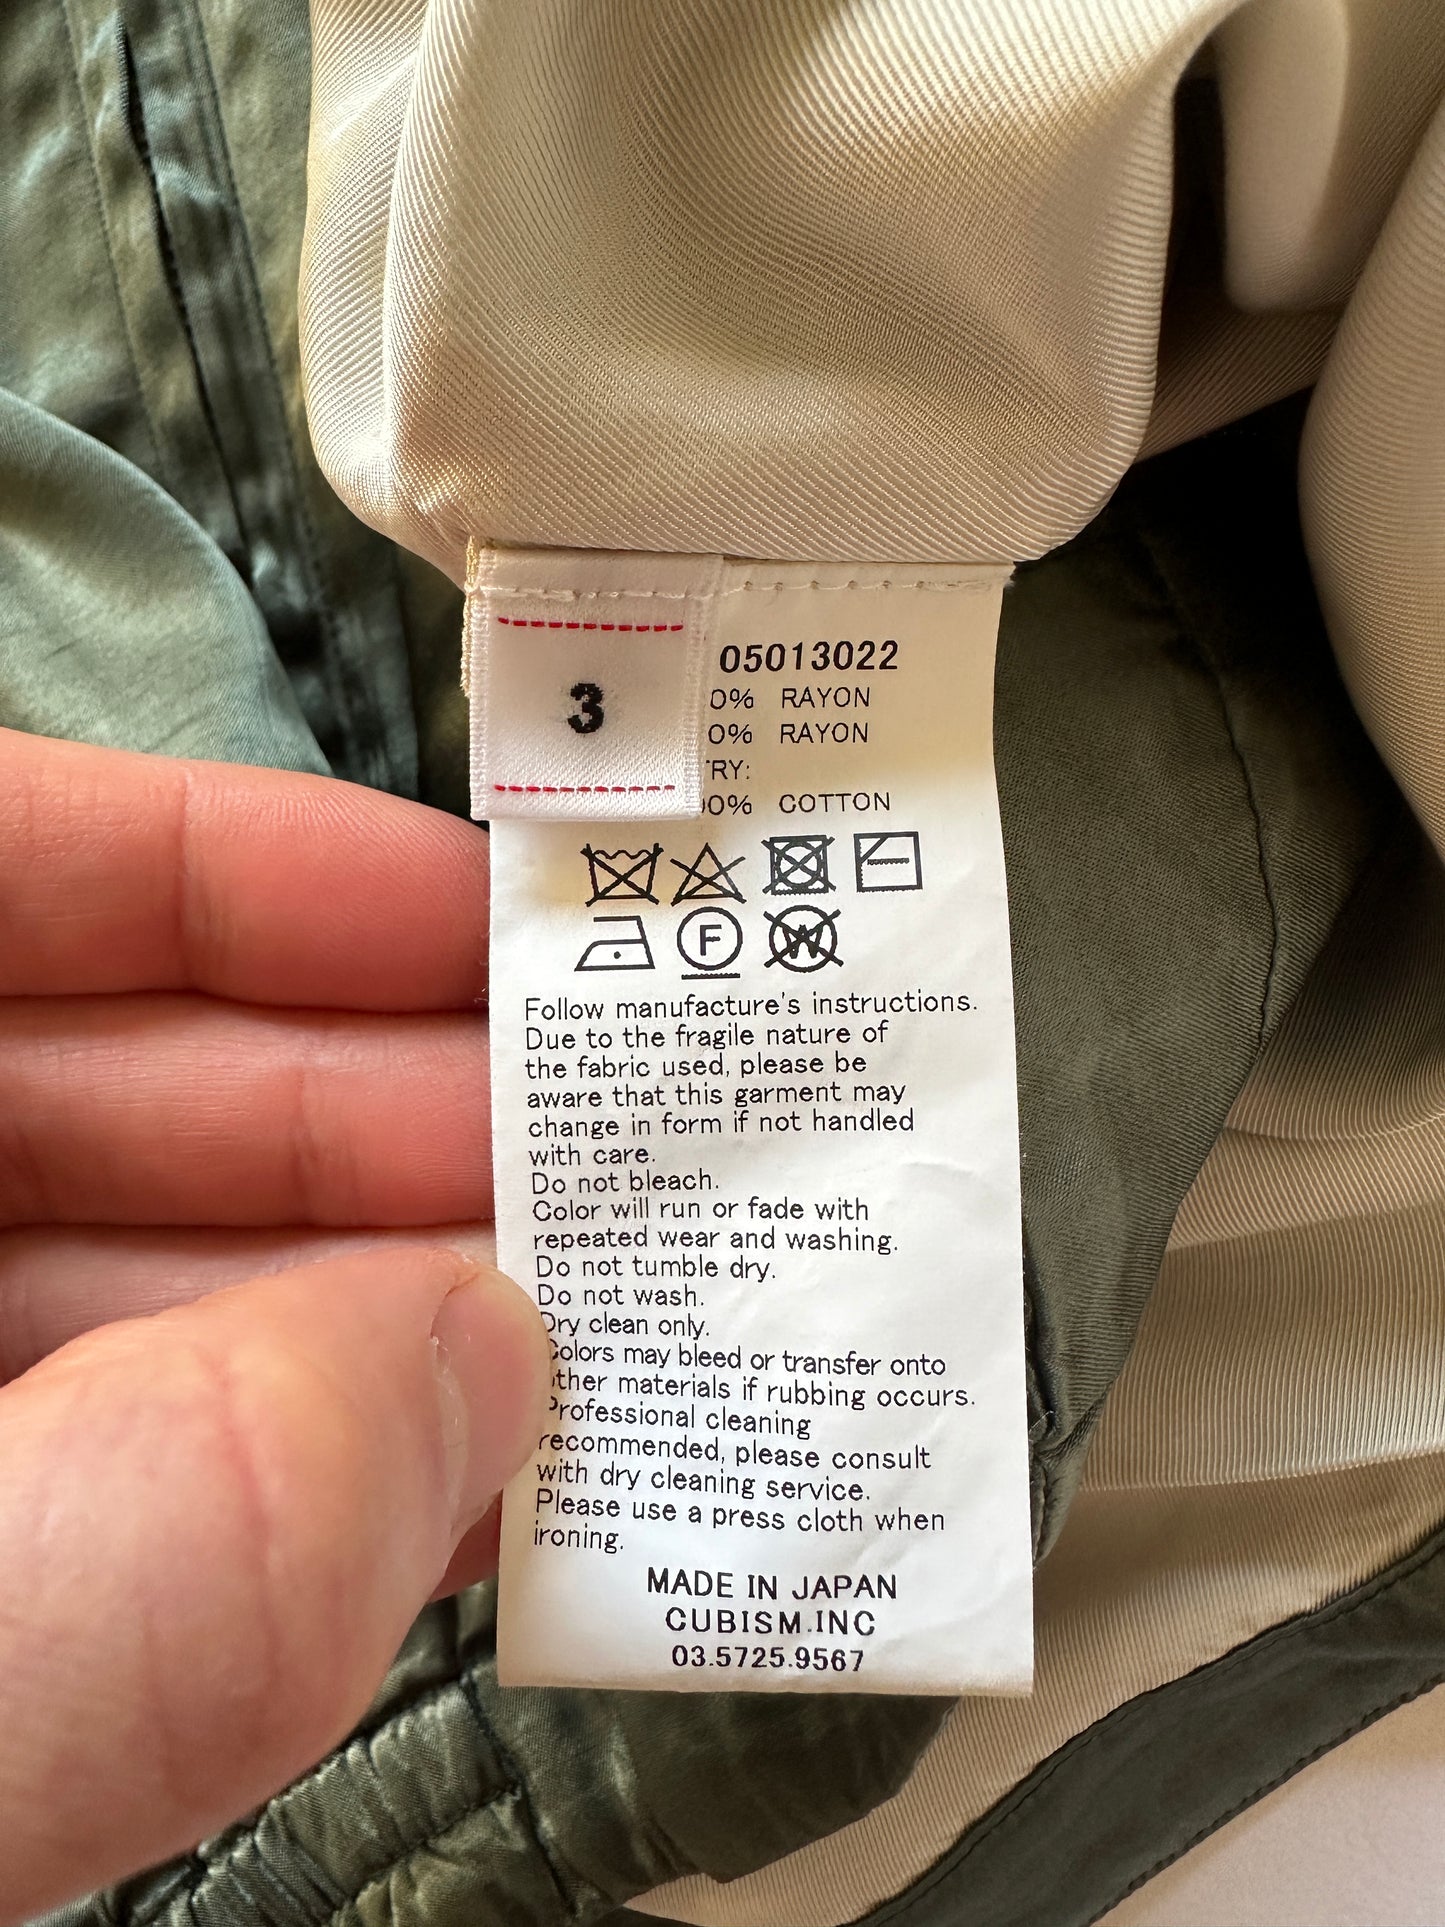 3
05013022
0% RAYON
0% RAYON
TRY:
00% COTTON
F
W
Follow manufacture's instructions.
Due to the fragile nature of
the fabric used, please be
aware that this garment may
change in form if not handled
with care.
Do not bleach.
Color will run or fade with
repeated wear and washing.
Do not tumble dry.
Do not wash.
Dry clean only.
Colors may bleed or transfer onto
other materials if rubbing occurs.
Professional cleaning
recommended, please consult
with dry cleaning service.
Please use a press cloth when
ironing.
MADE IN JAPAN
CUBISM.INC
03.5725.9567